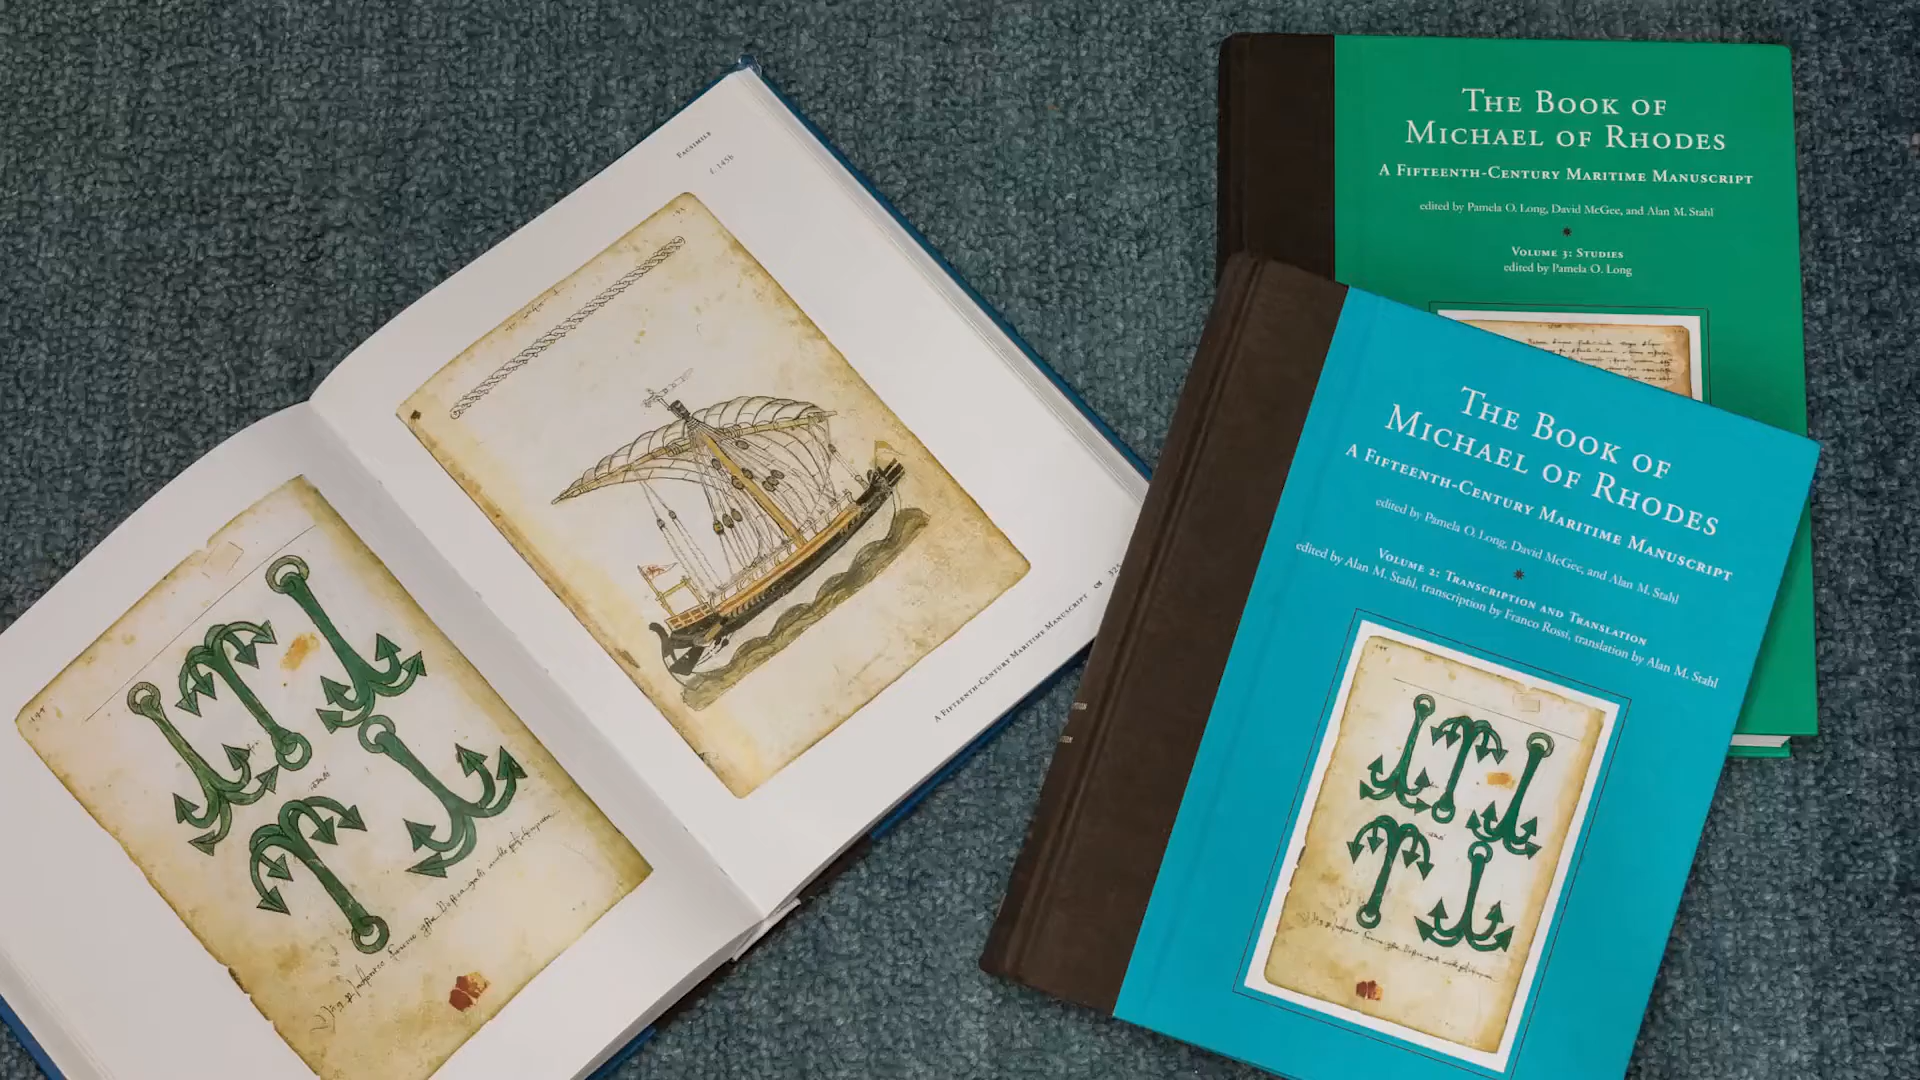 FACSIMILE
f. 145b
A FIFTEENTH-CENTURY MARITIME MANUSCRIPT
THE BOOK OF
MICHAEL OF RHODES
A FIFTEENTH-CENTURY MARITIME MANUSCRIPT
edited by Pamela O. Long, David McGee, and Alan M. Stahl
VOLUME 3: STUDIES
edited by Pamela O. Long
THE BOOK OF
MICHAEL OF RHODES
A FIFTEENTH-CENTURY MARITIME MANUSCRIPT
edited by Pamela O. Long, David McGee, and Alan M. Stahl
VOLUME 2: TRANSCRIPTION AND TRANSLATION
edited by Alan M. Stahl, transcription by Franco Rossi, translation by Alan M. Stahl